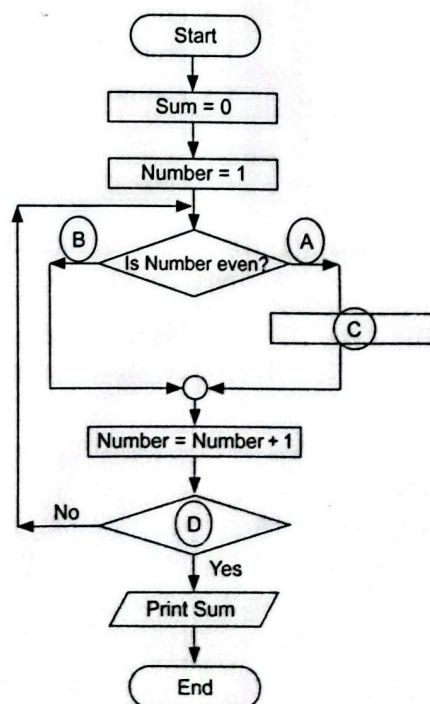 Start
Sum = 0
Number = 1
B
A
Is Number even?
C
Number = Number + 1
D
No
Yes
Print Sum
End